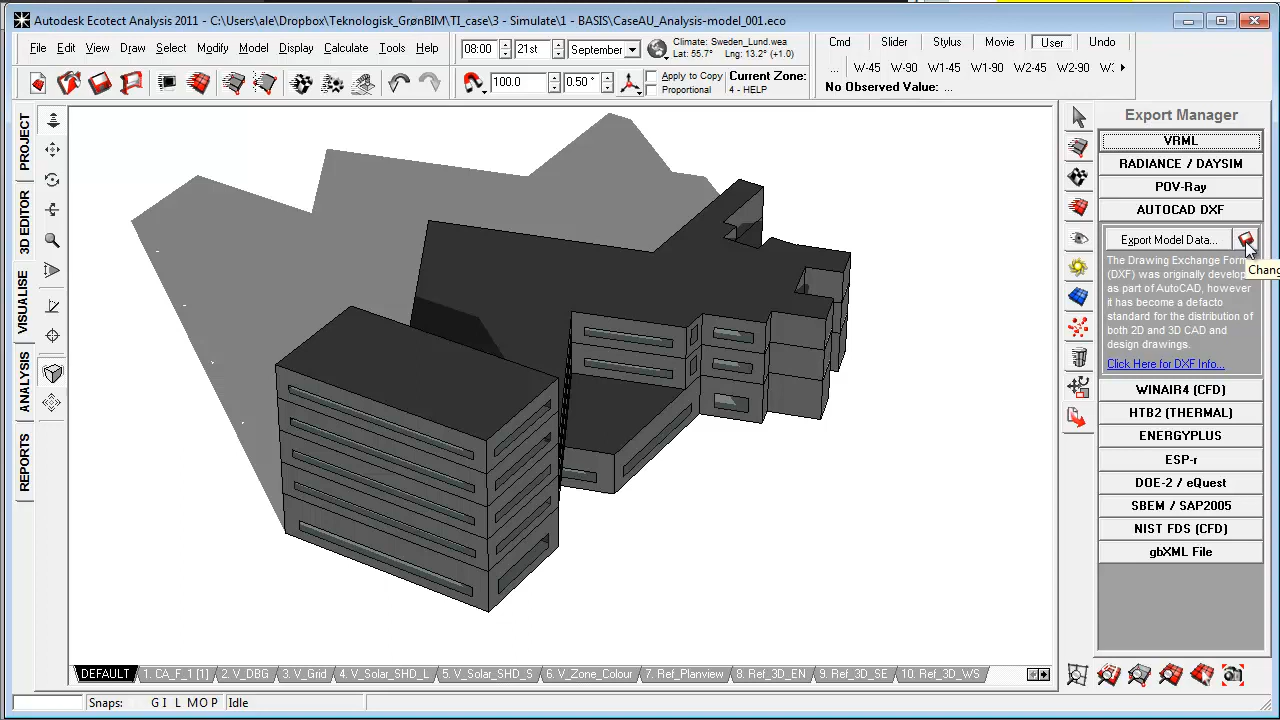 Autodesk Ecotect Analysis 2011 - C:\Users\ale\Dropbox\Teknologisk_GrønBIM\TI_case\3 - Simulate\1 - BASIS\CaseAU_Analysis-model_001.eco
File Edit View Draw Select Modify Model Display Calculate Tools Help
08:00 21st September
Climate: Sweden_Lund.wea
Lat: 55.7° Lng: 13.2° (+1.0)
Cmd Slider Stylus Movie User Undo
... W-45 W-90 W1-45 W1-90 W2-45 W2-90 W:
100.0 0.50 °
Apply to Copy
Proportional
Current Zone:
4 - HELP
No Observed Value: ...
PROJECT
3D EDITOR
VISUALISE
ANALYSIS
REPORTS
Export Manager
VRML
RADIANCE / DAYSIM
POV-Ray
AUTOCAD DXF
Export Model Data...
Chang
The Drawing Exchange Form
(DXF) was originally develop
as part of AutoCAD, however
it has become a defacto
standard for the distribution of
both 2D and 3D CAD and
design drawings.
Click Here for DXF Info...
WINAIR4 (CFD)
HTB2 (THERMAL)
ENERGYPLUS
ESP-r
DOE-2 / eQuest
SBEM / SAP2005
NIST FDS (CFD)
gbXML File
DEFAULT 1. CA_F_1 [1] 2. V_DBG 3. V_Grid 4. V_Solar_SHD_L 5. V_Solar_SHD_S 6. V_Zone_Colour 7. Ref_Planview 8. Ref_3D_EN 9. Ref_3D_SE 10. Ref_3D_WS
Snaps: G I L M O P Idle